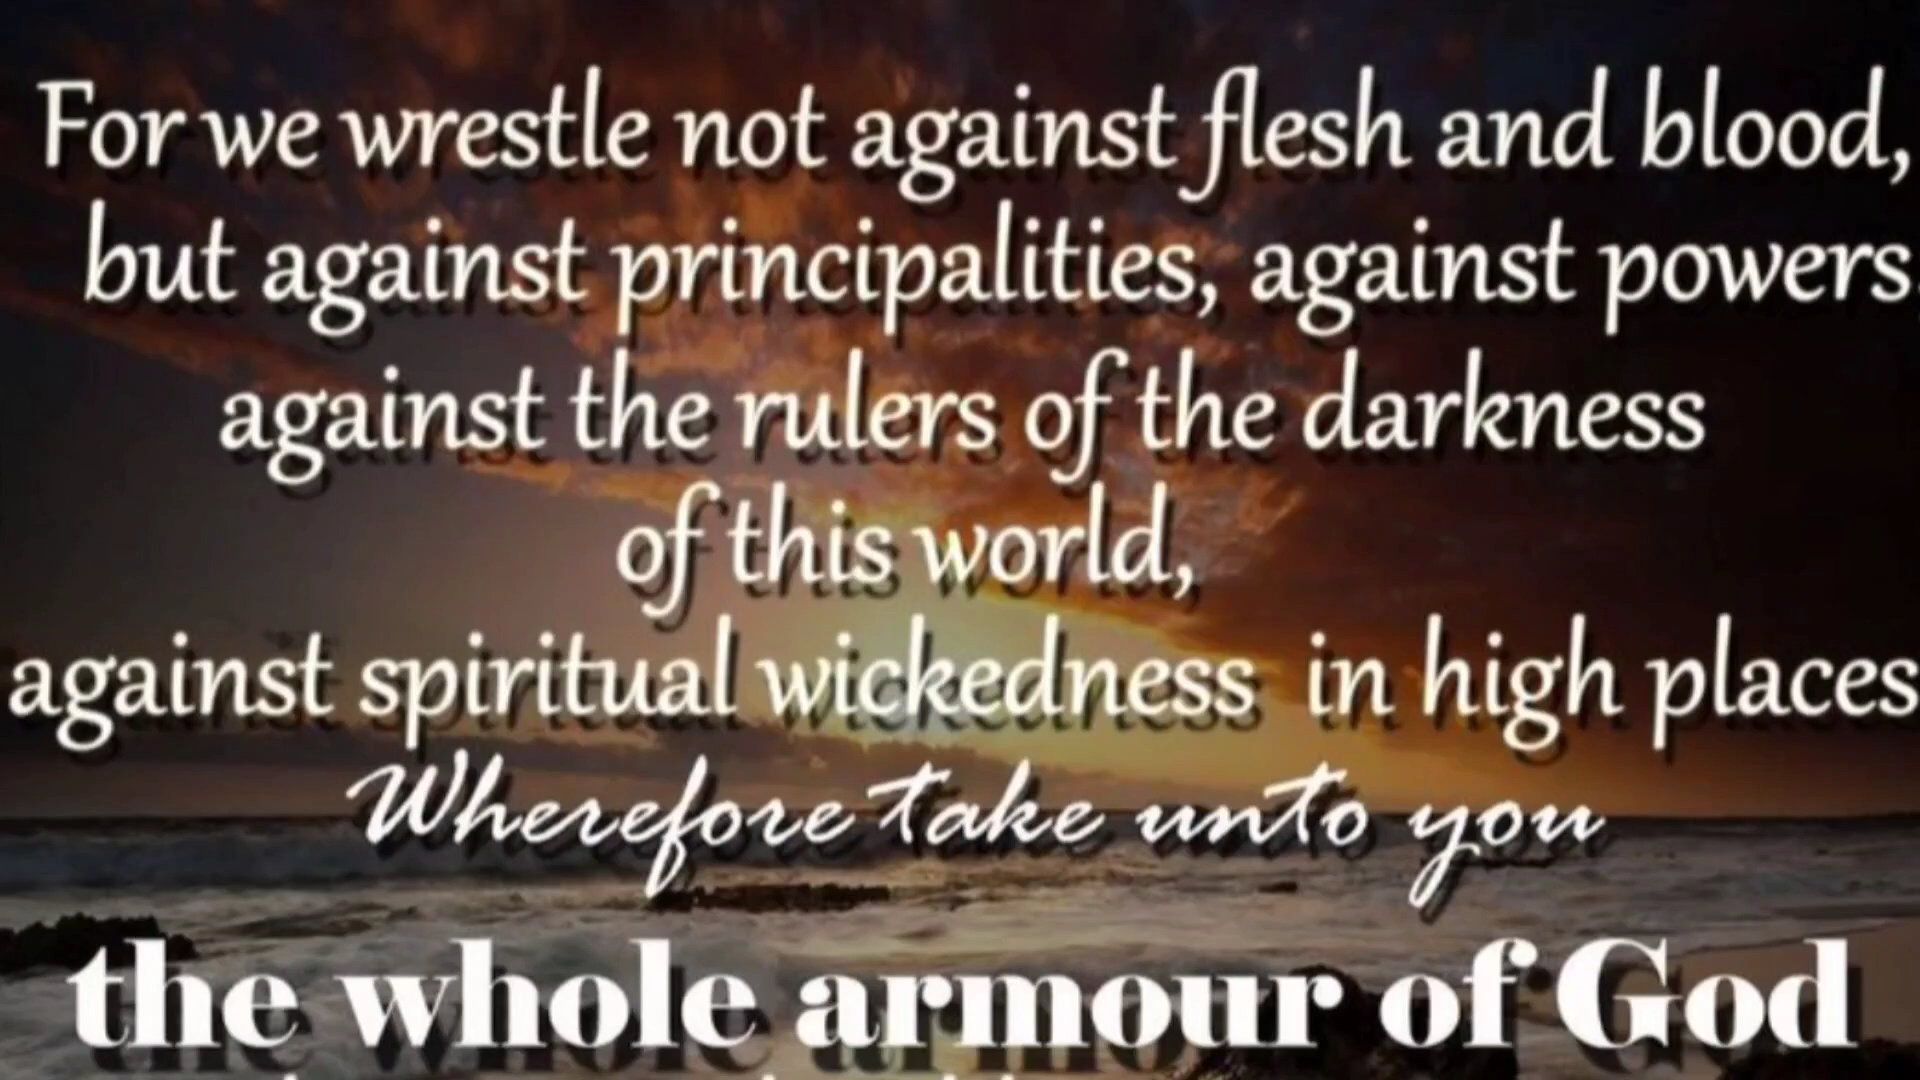 For we wrestle not against flesh and blood,
but against principalities, against powers
against the rulers of the darkness
of this world,
against spiritual wickedness in high places
Wherefore take unto you
the whole armour of God